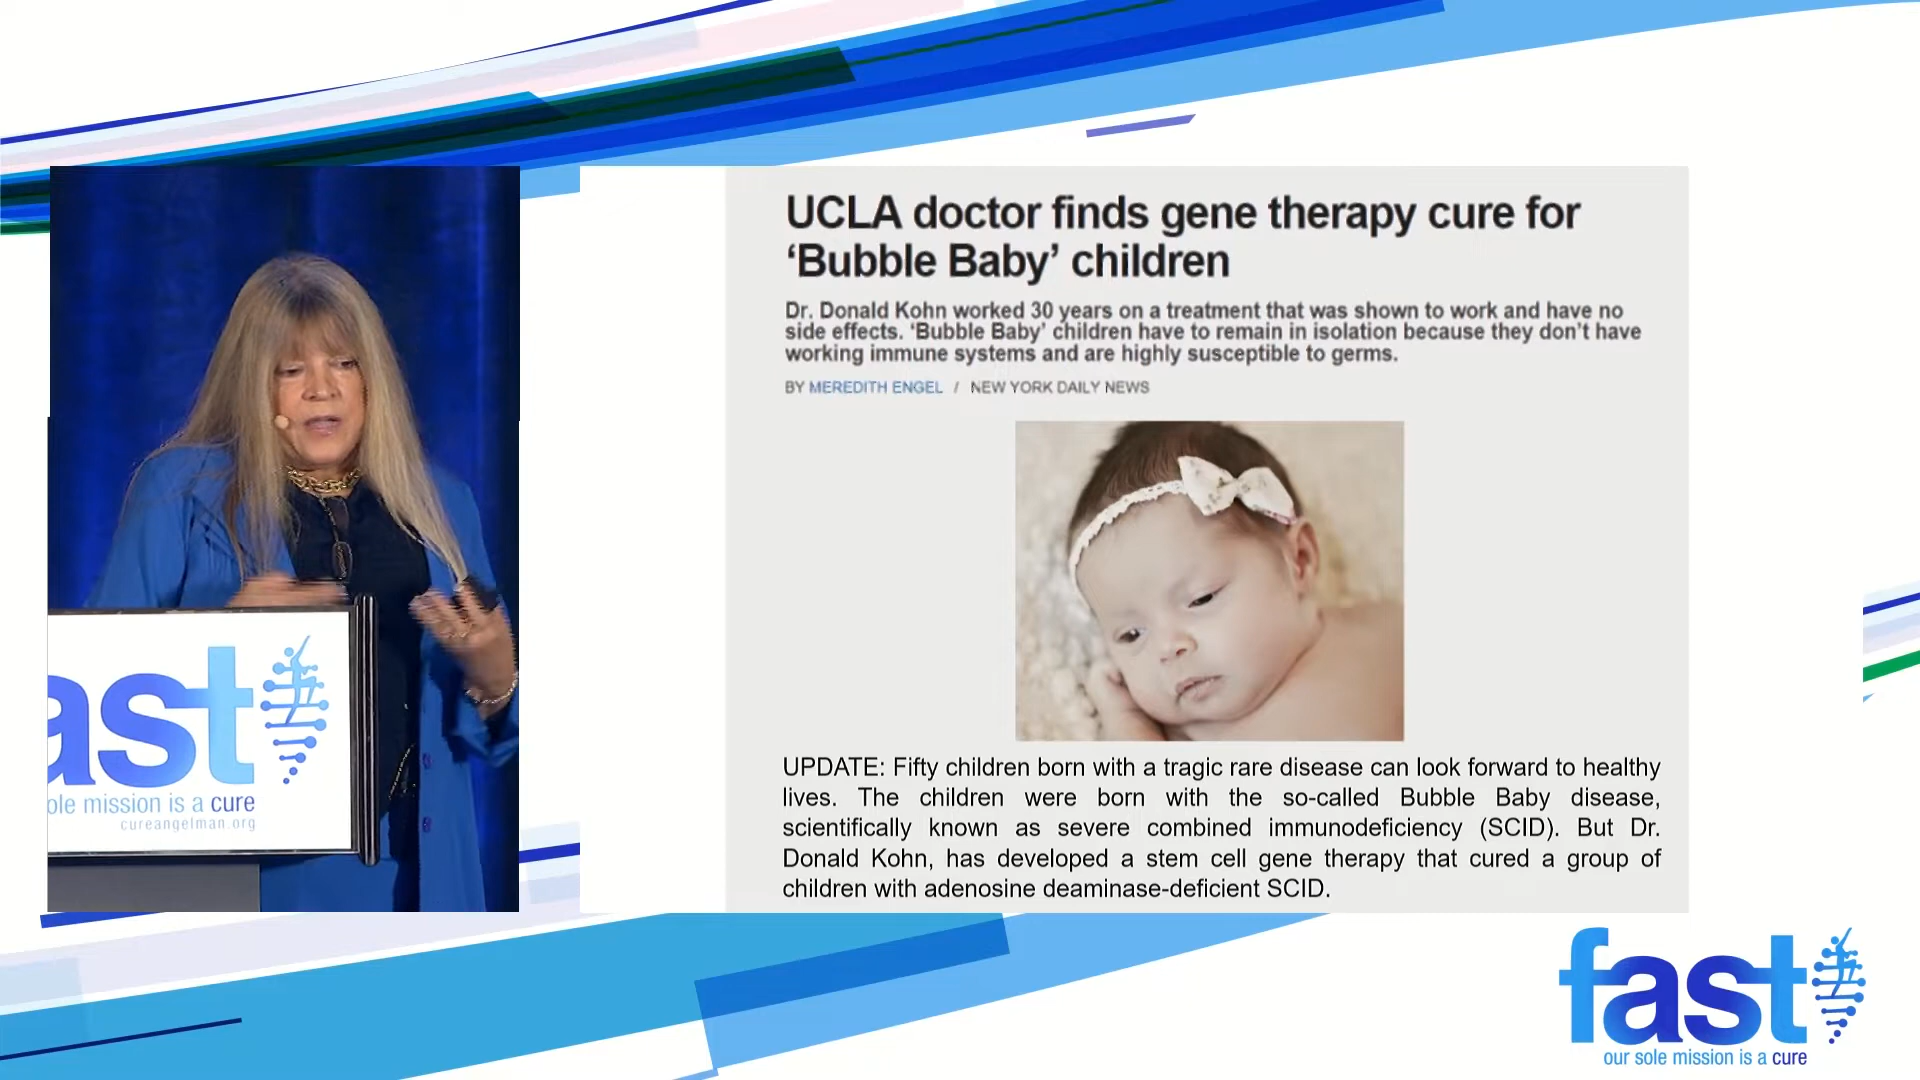 UCLA doctor finds gene therapy cure for
‘Bubble Baby’ children
Dr. Donald Kohn worked 30 years on a treatment that was shown to work and have no
side effects. ‘Bubble Baby’ children have to remain in isolation because they don’t have
working immune systems and are highly susceptible to germs.
BY MEREDITH ENGEL / NEW YORK DAILY NEWS
UPDATE: Fifty children born with a tragic rare disease can look forward to healthy
lives. The children were born with the so-called Bubble Baby disease,
scientifically known as severe combined immunodeficiency (SCID). But Dr.
Donald Kohn, has developed a stem cell gene therapy that cured a group of
children with adenosine deaminase-deficient SCID.
ast
ole mission is a cure
cureangelman.org
fast
our sole mission is a cure